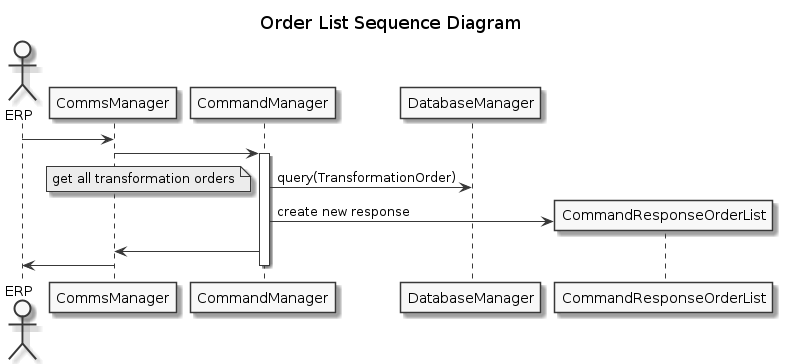 Order List Sequence Diagram
ERP
CommsManager
CommandManager
DatabaseManager
get all transformation orders
query(TransformationOrder)
create new response
CommandResponseOrderList
ERP
CommsManager
CommandManager
DatabaseManager
CommandResponseOrderList